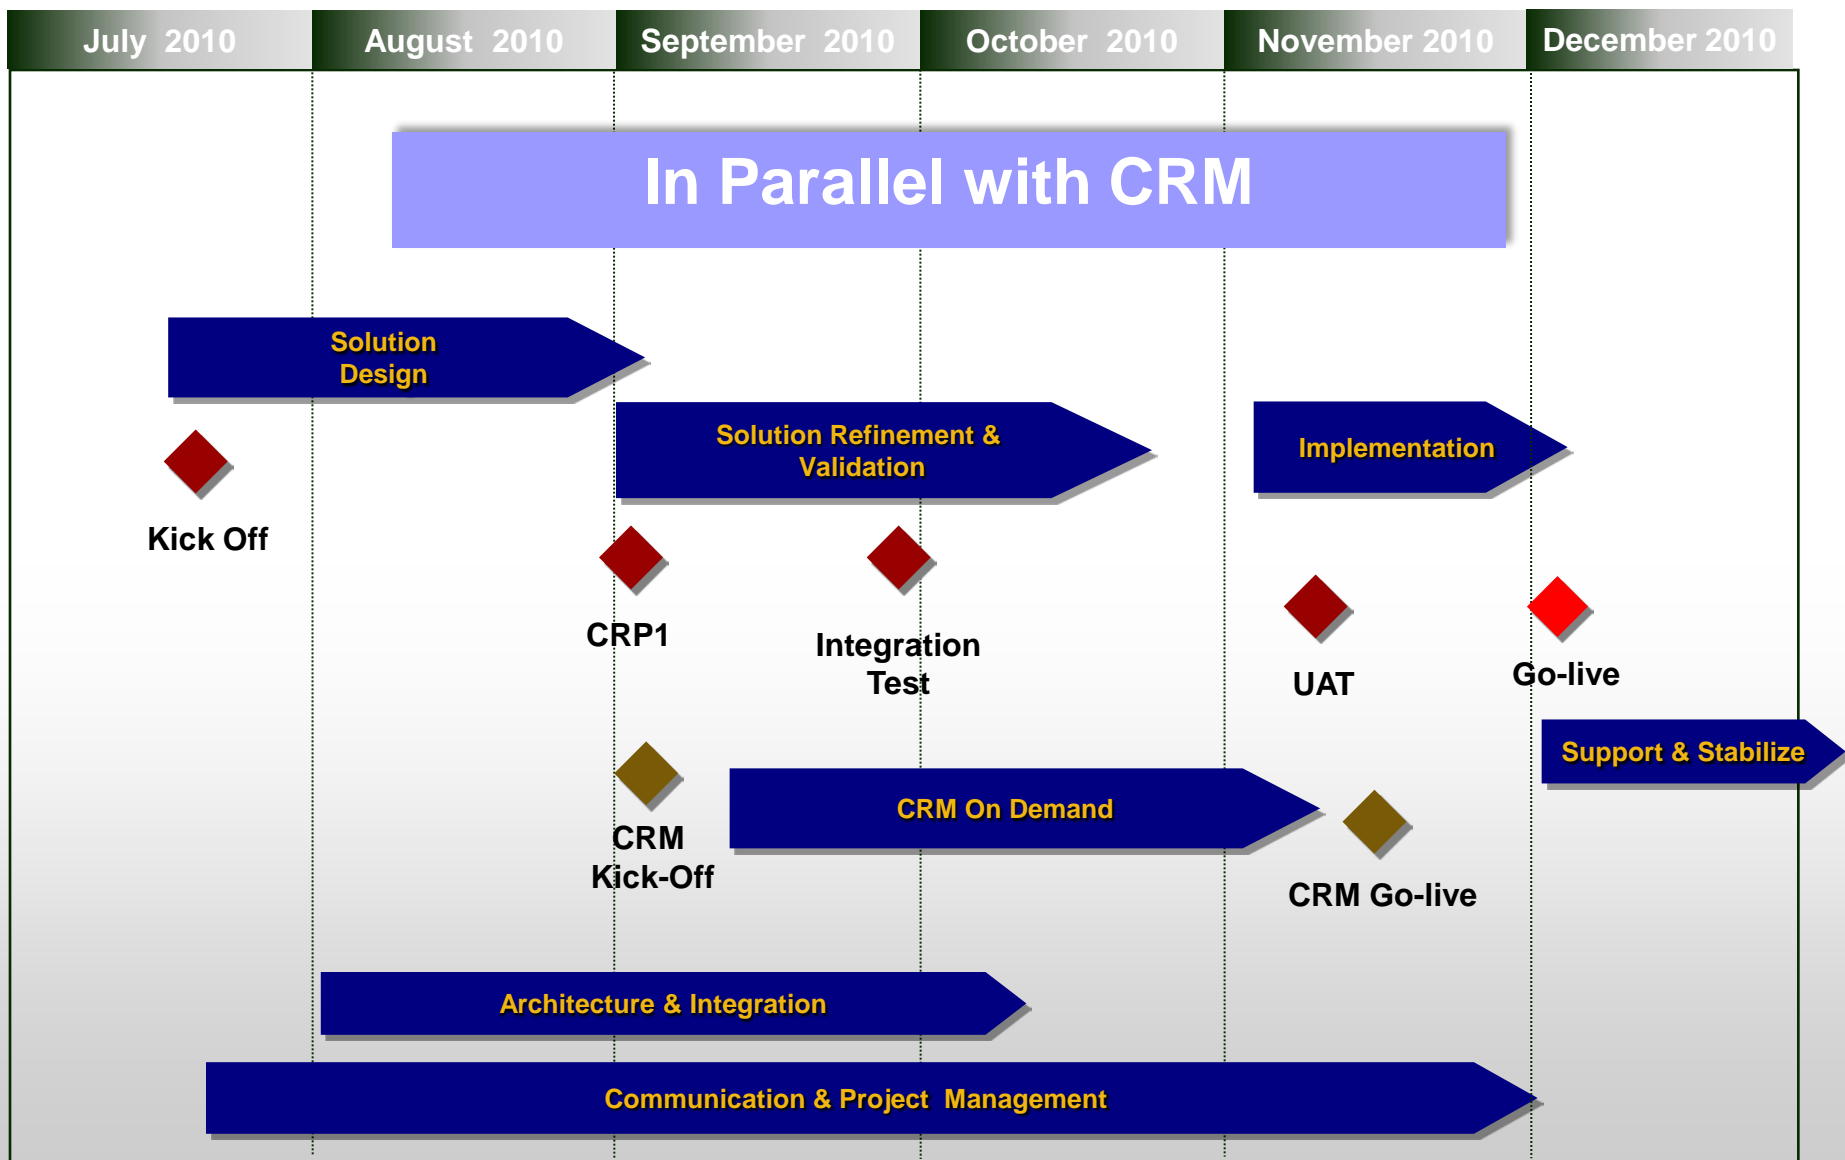 July 2010
August 2010
September 2010
October 2010
November 2010
December 2010
In Parallel with CRM
Solution
Design
Solution Refinement &
Validation
Implementation
Kick Off
CRP1
Integration
Test
UAT
Go-live
Support & Stabilize
CRM On Demand
CRM
Kick-Off
CRM Go-live
Architecture & Integration
Communication & Project Management